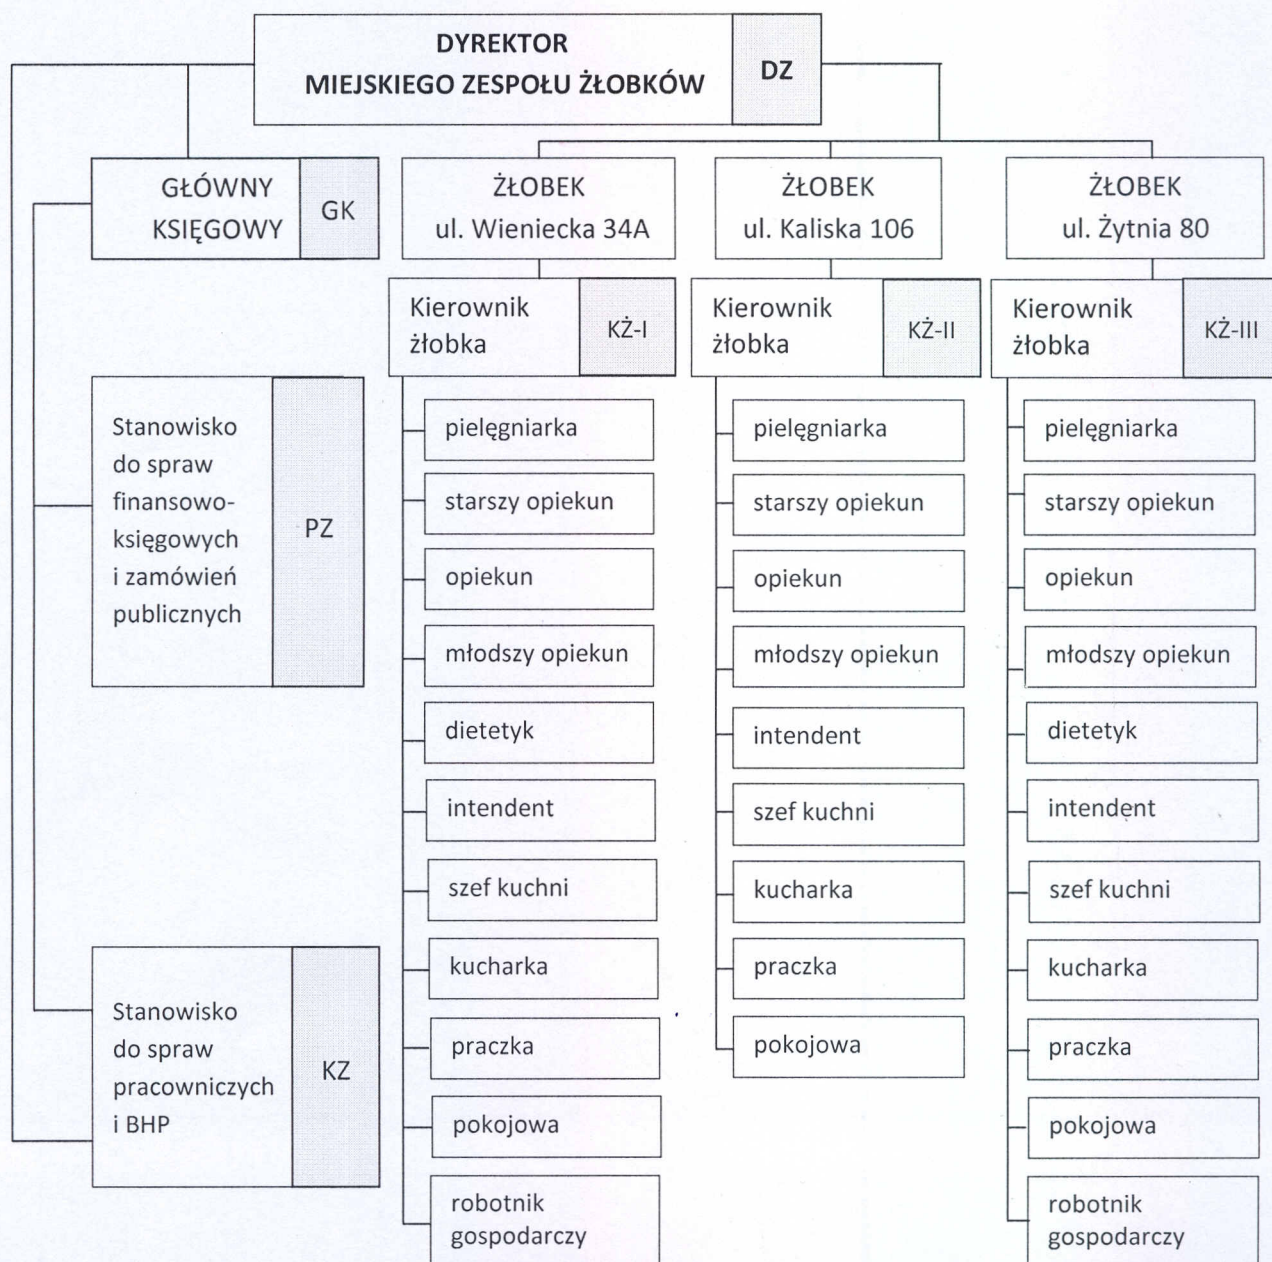 DYREKTOR
MIEJSKIEGO ZESPOŁU ŻŁOBKÓW
DZ
GŁÓWNY
KSIĘGOWY
GK
ŻŁOBEK
ul. Wieniecka 34A
ŻŁOBEK
ul. Kaliska 106
ŻŁOBEK
ul. Żytnia 80
Kierownik
żłobka
KŻ-I
Kierownik
żłobka
KŻ-II
Kierownik
żłobka
KŻ-III
Stanowisko
do spraw
finansowo-
księgowych
i zamówień
publicznych
PZ
Stanowisko
do spraw
pracowniczych
i BHP
KZ
pielęgniarka
starszy opiekun
opiekun
młodszy opiekun
dietetyk
intendent
szef kuchni
kucharka
praczka
pokojowa
robotnik
gospodarczy
pielęgniarka
starszy opiekun
opiekun
młodszy opiekun
intendent
szef kuchni
kucharka
praczka
pokojowa
pielęgniarka
starszy opiekun
opiekun
młodszy opiekun
dietetyk
intendent
szef kuchni
kucharka
praczka
pokojowa
robotnik
gospodarczy